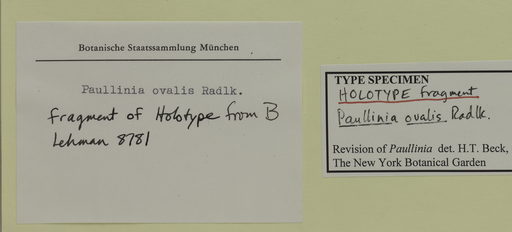 Botanische Staatssammlung München
Paullinia ovalis Radlk.
fragment of Holotype from B
Lehman 8781
TYPE SPECIMEN
HOLOTYPE fragment
Paullinia ovalis Radlk.
Revision of Paullinia det. H.T. Beck,
The New York Botanical Garden